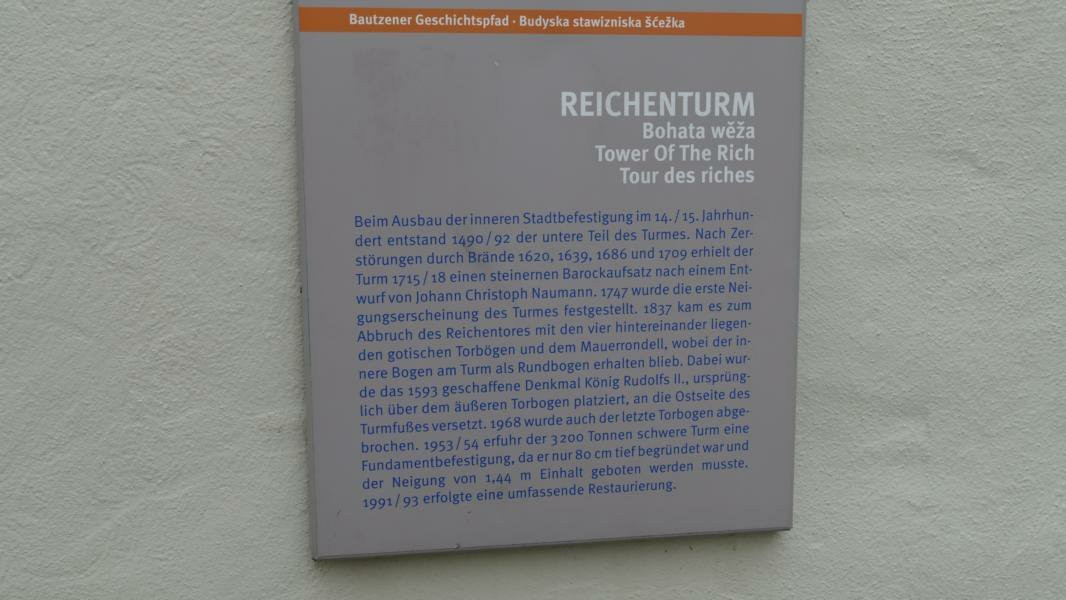 Bautzener Geschichtspfad · Budyska stawizniska šćežka
REICHENTURM
Bohata wěža
Tower Of The Rich
Tour des riches
Beim Ausbau der inneren Stadtbefestigung im 14./15. Jahrhun-
dert entstand 1490/92 der untere Teil des Turmes. Nach Zer-
störungen durch Brände 1620, 1639, 1686 und 1709 erhielt der
Turm 1715/18 einen steinernen Barockaufsatz nach einem Ent-
wurf von Johann Christoph Naumann. 1747 wurde die erste Nei-
gungserscheinung des Turmes festgestellt. 1837 kam es zum
Abbruch des Reichentores mit den vier hintereinander liegen-
den gotischen Torbögen und dem Mauerrondell, wobei der in-
nere Bogen am Turm als Rundbogen erhalten blieb. Dabei wur-
de das 1593 geschaffene Denkmal König Rudolfs II., ursprüng-
lich über dem äußeren Torbogen platziert, an die Ostseite des
Turmfußes versetzt. 1968 wurde auch der letzte Torbogen abge-
brochen. 1953/54 erfuhr der 3200 Tonnen schwere Turm eine
Fundamentbefestigung, da er nur 80 cm tief begründet war und
der Neigung von 1,44 m Einhalt geboten werden musste.
1991/93 erfolgte eine umfassende Restaurierung.